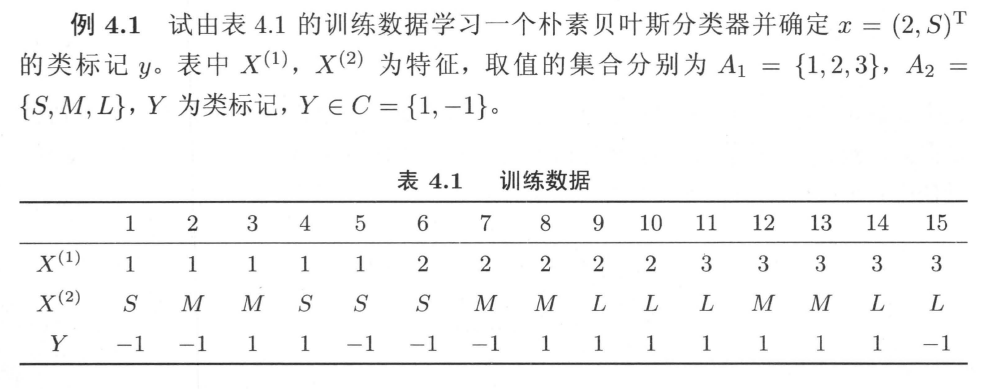 例 4.1 试由表 4.1 的训练数据学习一个朴素贝叶斯分类器并确定 x = (2, S)ᵀ
的类标记 y。表中 X⁽¹⁾，X⁽²⁾ 为特征，取值的集合分别为 A₁ = {1, 2, 3}，A₂ =
{S, M, L}，Y 为类标记，Y ∈ C = {1, −1}。
表 4.1 训练数据
1 2 3 4 5 6 7 8 9 10 11 12 13 14 15
X⁽¹⁾ 1 1 1 1 1 2 2 2 2 2 3 3 3 3 3
X⁽²⁾ S M M S S S M M L L L M M L L
Y −1 −1 1 1 −1 −1 −1 1 1 1 1 1 1 1 −1